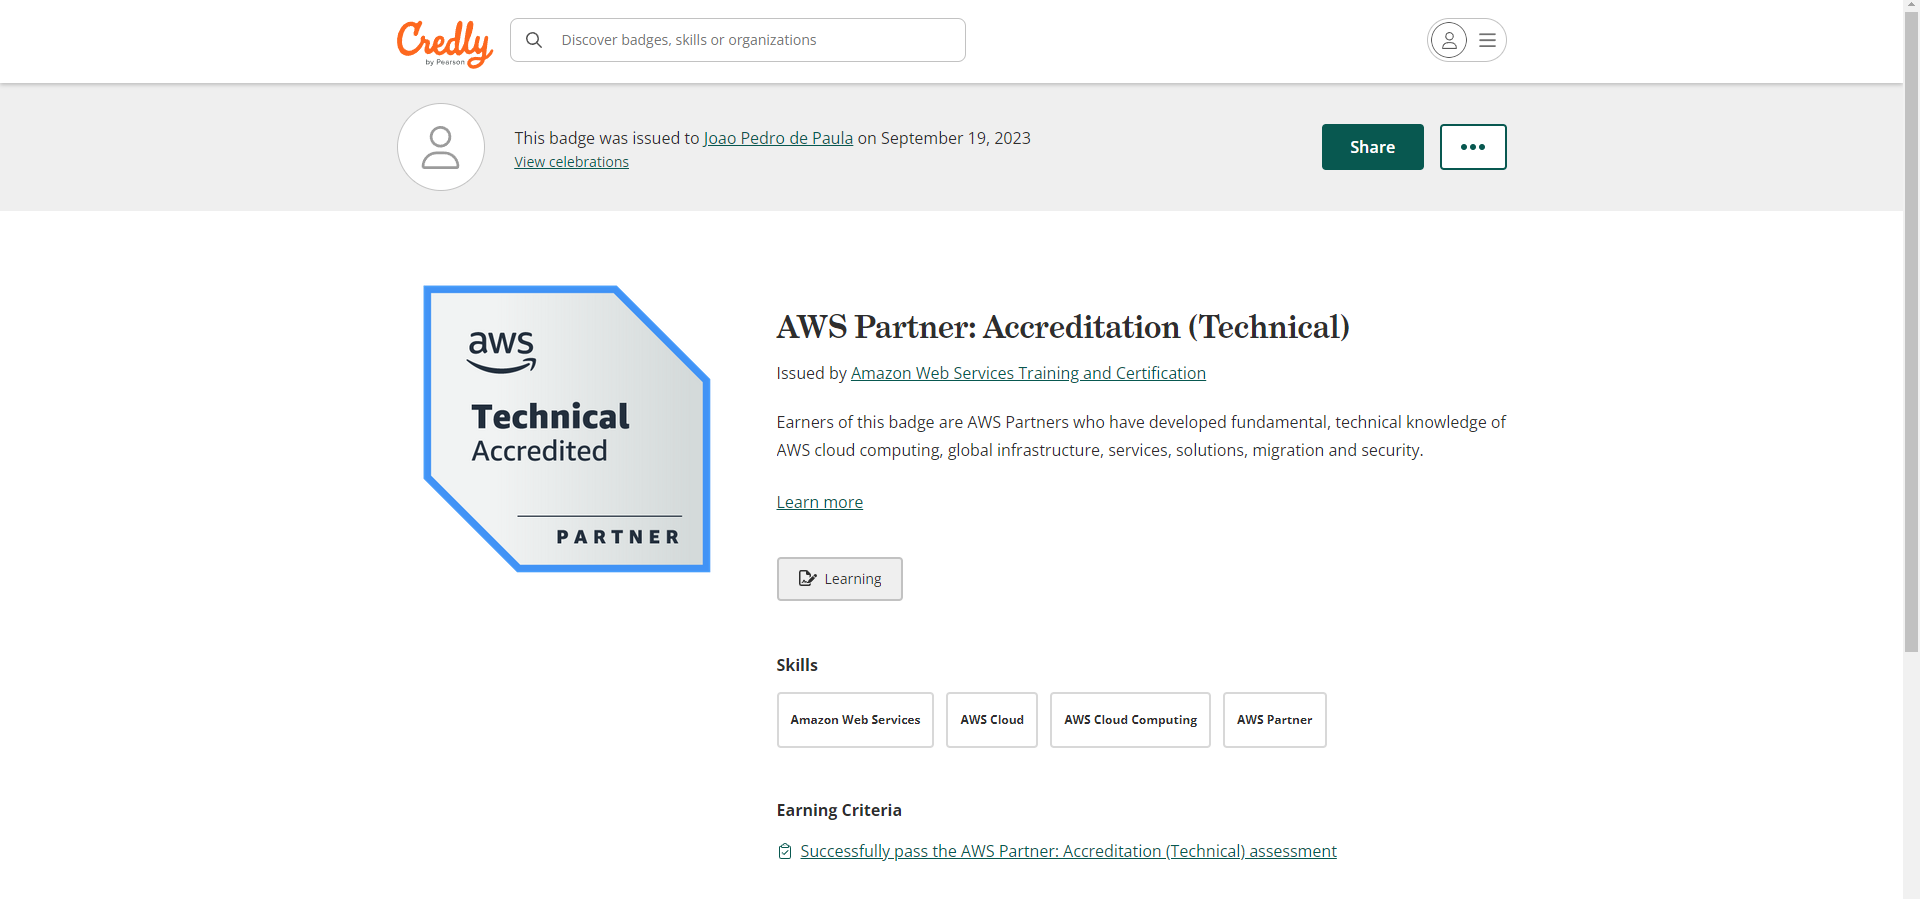 Credly
by Pearson
Discover badges, skills or organizations
This badge was issued to Joao Pedro de Paula on September 19, 2023
View celebrations
Share
aws
Technical
Accredited
PARTNER
AWS Partner: Accreditation (Technical)
Issued by Amazon Web Services Training and Certification
Earners of this badge are AWS Partners who have developed fundamental, technical knowledge of
AWS cloud computing, global infrastructure, services, solutions, migration and security.
Learn more
Learning
Skills
Amazon Web Services
AWS Cloud
AWS Cloud Computing
AWS Partner
Earning Criteria
Successfully pass the AWS Partner: Accreditation (Technical) assessment